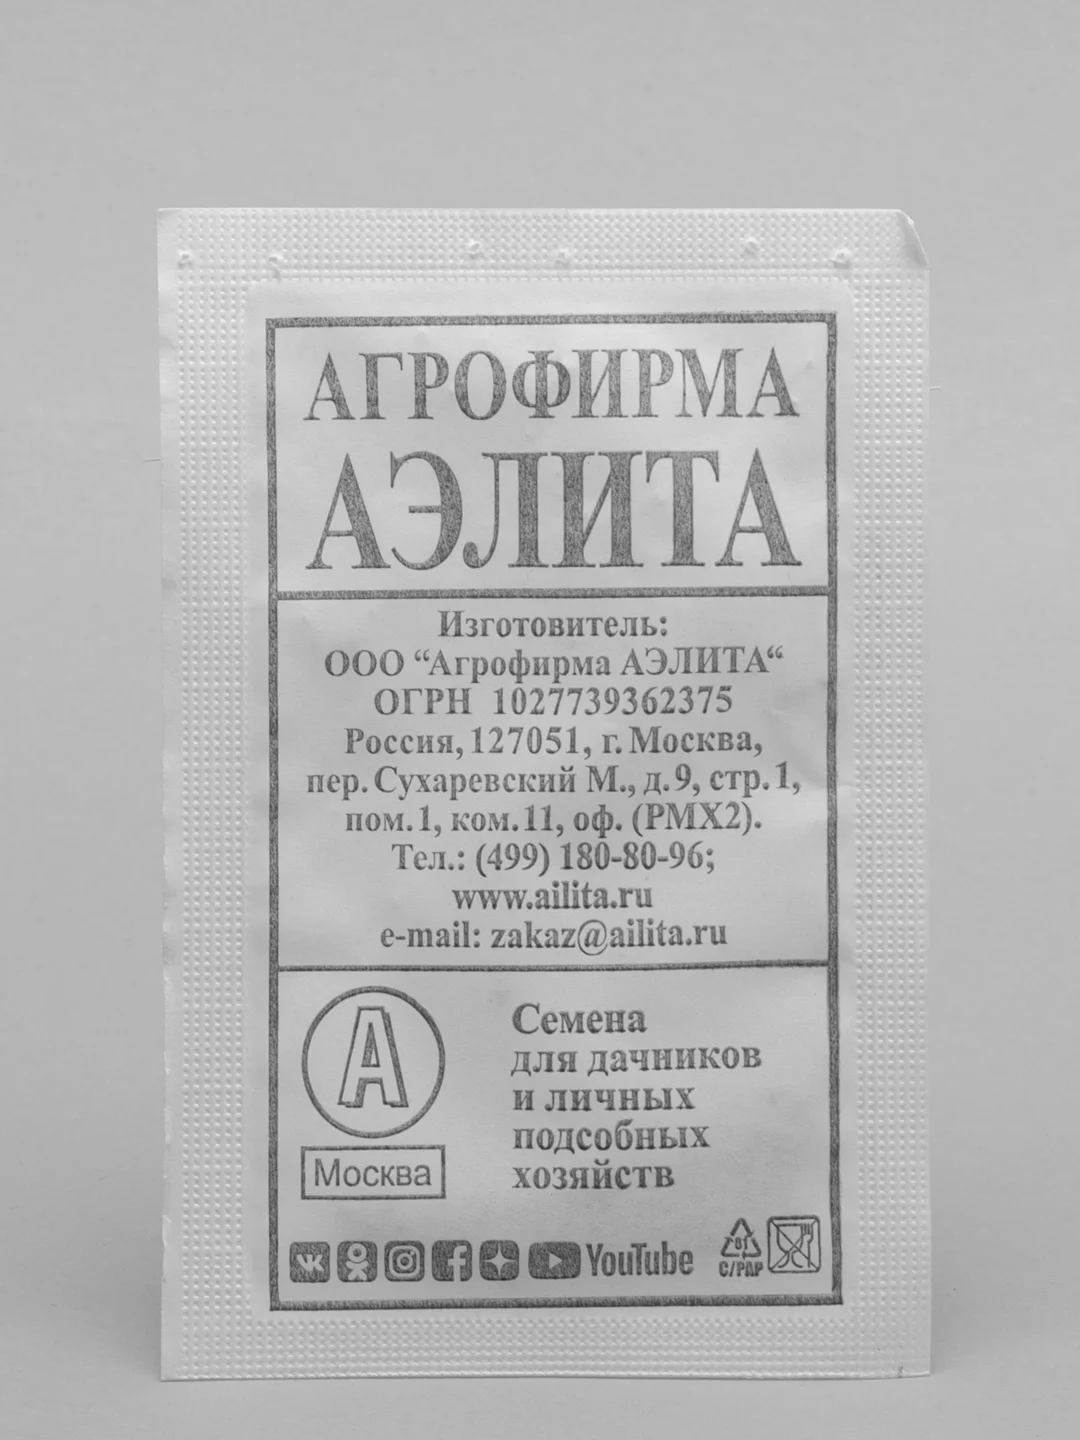 АГРОФИРМА
АЭЛИТА
Изготовитель:
ООО “Агрофирма АЭЛИТА“
ОГРН 1027739362375
Россия, 127051, г. Москва,
пер. Сухаревский М., д. 9, стр. 1,
пом. 1, ком. 11, оф. (РМХ2).
Тел.: (499) 180-80-96;
www.ailita.ru
e-mail: zakaz@ailita.ru
А
Москва
Семена
для дачников
и личных
подсобных
хозяйств
YouTube
81
C/PAP